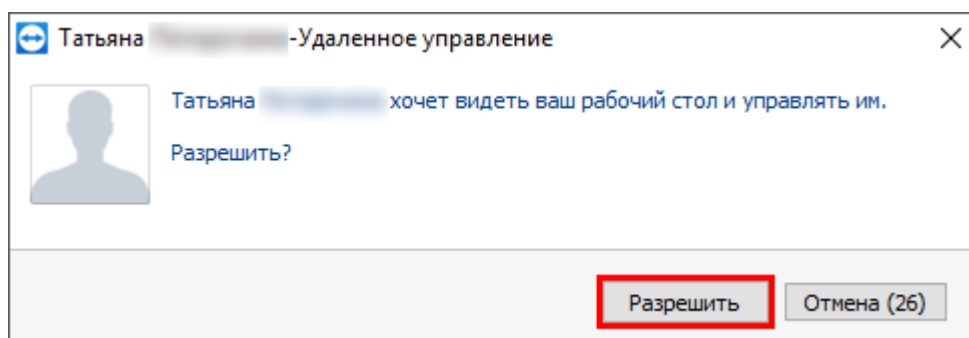 Татьяна -Удаленное управление
Татьяна хочет видеть ваш рабочий стол и управлять им.
Разрешить?
Разрешить
Отмена (26)